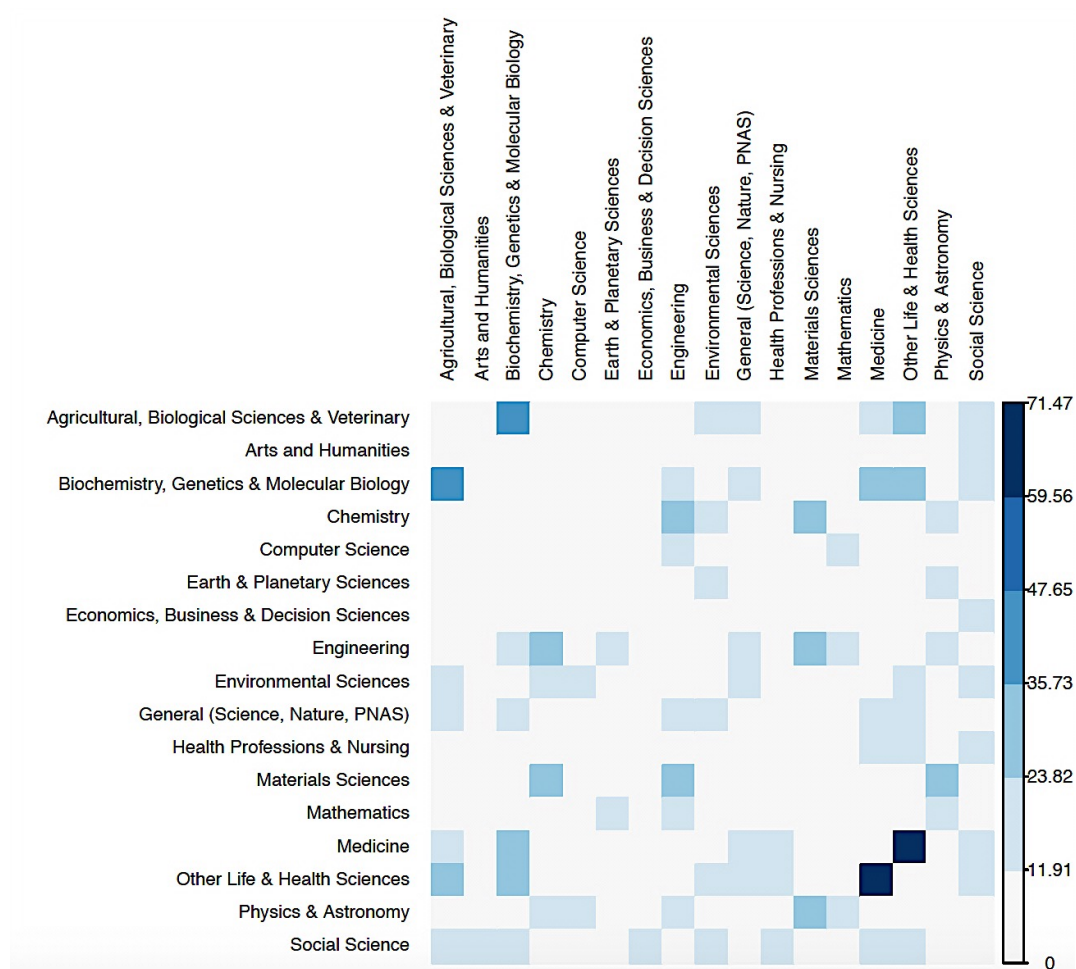 Agricultural, Biological Sciences & Veterinary
Arts and Humanities
Biochemistry, Genetics & Molecular Biology
Chemistry
Computer Science
Earth & Planetary Sciences
Economics, Business & Decision Sciences
Engineering
Environmental Sciences
General (Science, Nature, PNAS)
Health Professions & Nursing
Materials Sciences
Mathematics
Medicine
Other Life & Health Sciences
Physics & Astronomy
Social Science
Agricultural, Biological Sciences & Veterinary
Arts and Humanities
Biochemistry, Genetics & Molecular Biology
Chemistry
Computer Science
Earth & Planetary Sciences
Economics, Business & Decision Sciences
Engineering
Environmental Sciences
General (Science, Nature, PNAS)
Health Professions & Nursing
Materials Sciences
Mathematics
Medicine
Other Life & Health Sciences
Physics & Astronomy
Social Science
71.47
59.56
47.65
35.73
23.82
11.91
0